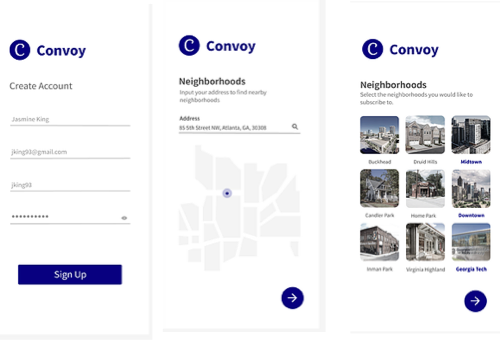 C Convoy
Create Account
Jasmine King
jking93@gmail.com
jking93
••••••••••
Sign Up
C Convoy
Neighborhoods
Input your address to find nearby
neighborhoods
Address
85 5th Street NW, Atlanta, GA, 30308
C Convoy
Neighborhoods
Select the neighborhoods you would like to
subscribe to.
Buckhead Druid Hills Midtown
Candler Park Home Park Downtown
Inman Park Virginia-Highland Georgia Tech